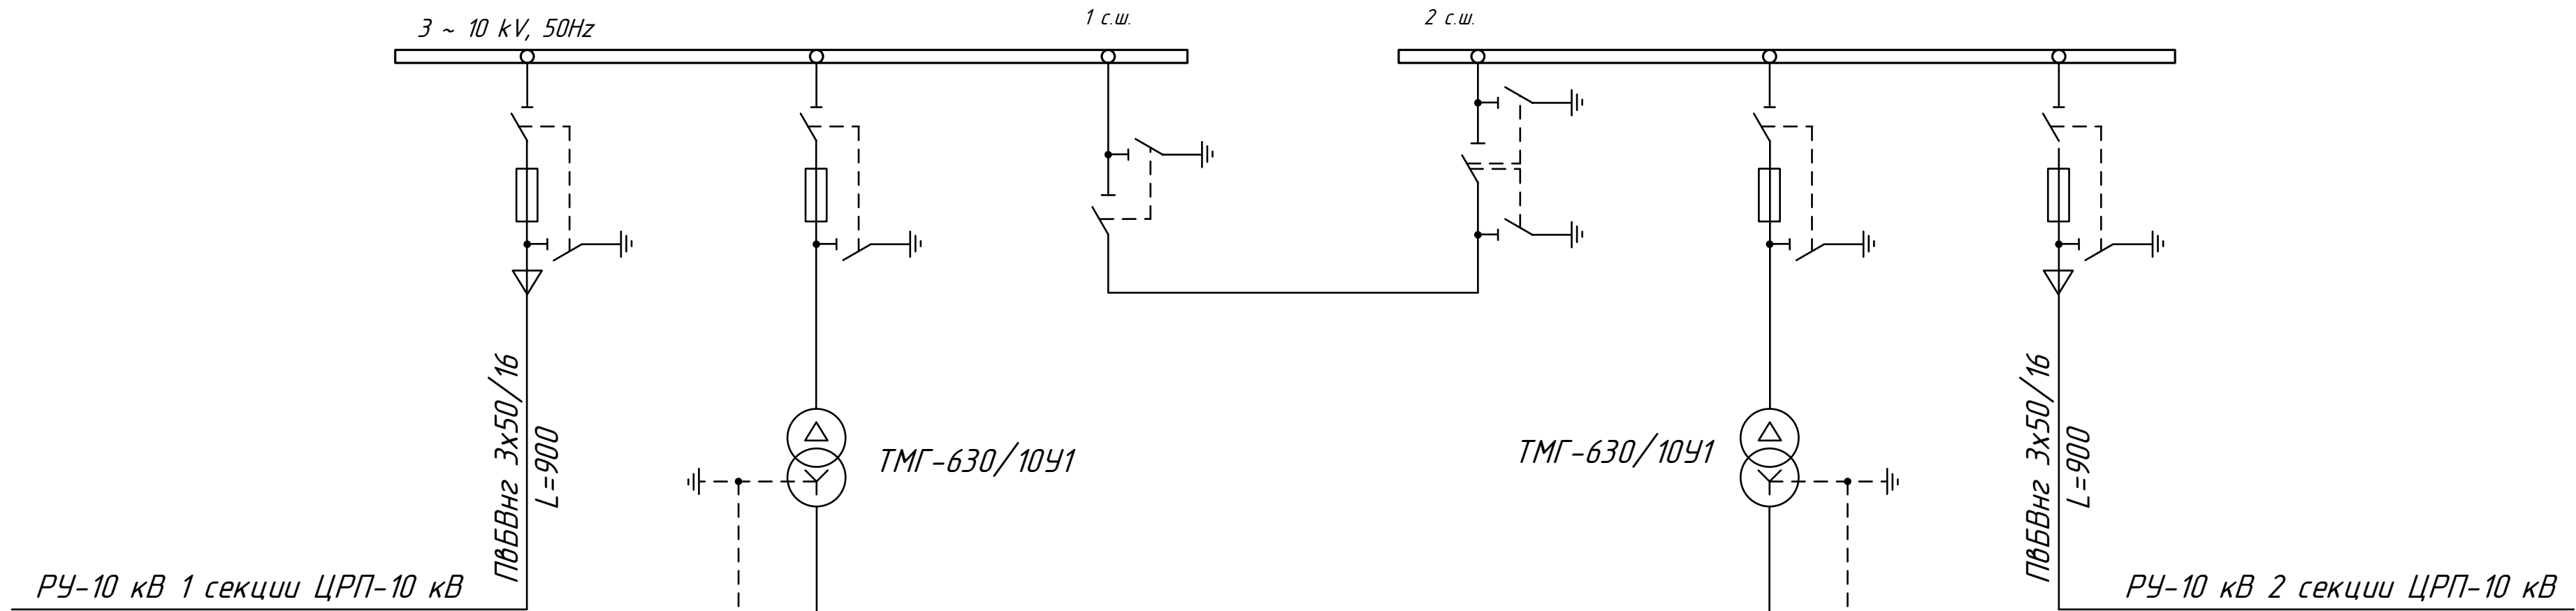 3 ~ 10 kV, 50Hz
1 с.ш.
2 с.ш.
ПвБВнг 3х50/16
L=900
ТМГ-630/10У1
ТМГ-630/10У1
ПвБВнг 3х50/16
L=900
РУ-10 кВ 1 секции ЦРП-10 кВ
РУ-10 кВ 2 секции ЦРП-10 кВ